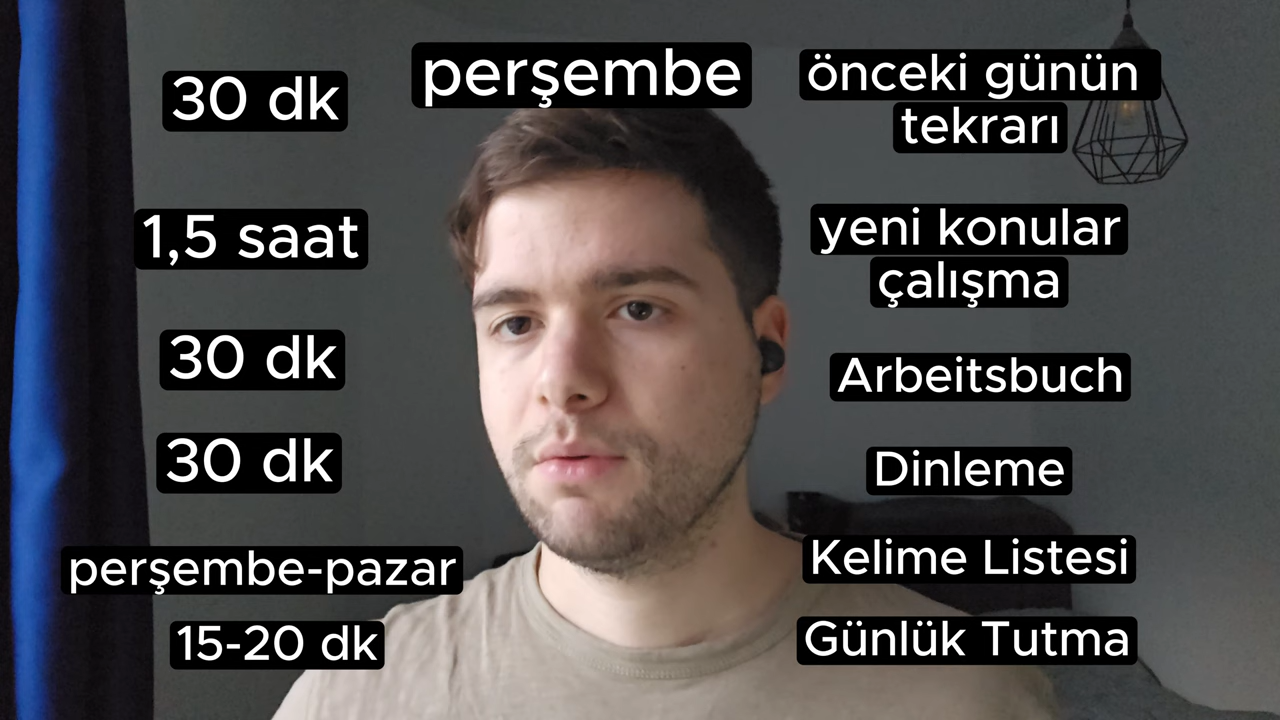 perşembe
30 dk
önceki günün
tekrarı
1,5 saat
yeni konular
çalışma
30 dk
Arbeitsbuch
30 dk
Dinleme
perşembe-pazar
Kelime Listesi
15-20 dk
Günlük Tutma